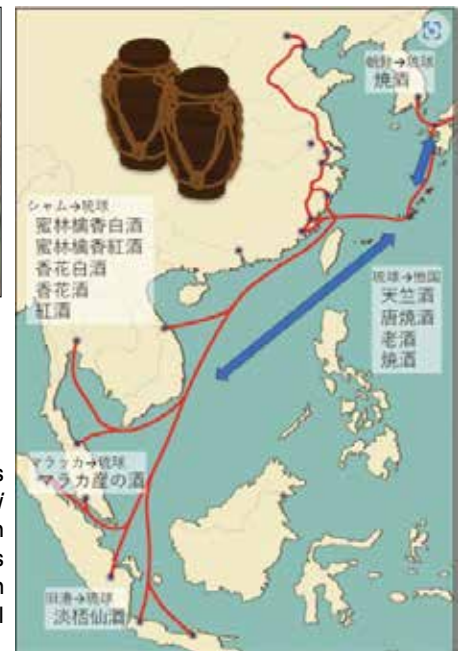 朝鮮→琉球
焼酒
シャム→琉球
蜜林檎香白酒
蜜林檎香紅酒
香花白酒
香花酒
紅酒
琉球→他国
天竺酒
唐焼酒
老酒
焼酒
マラッカ→琉球
マラカ産の酒
旧港→琉球
s
i
n
s
n
l